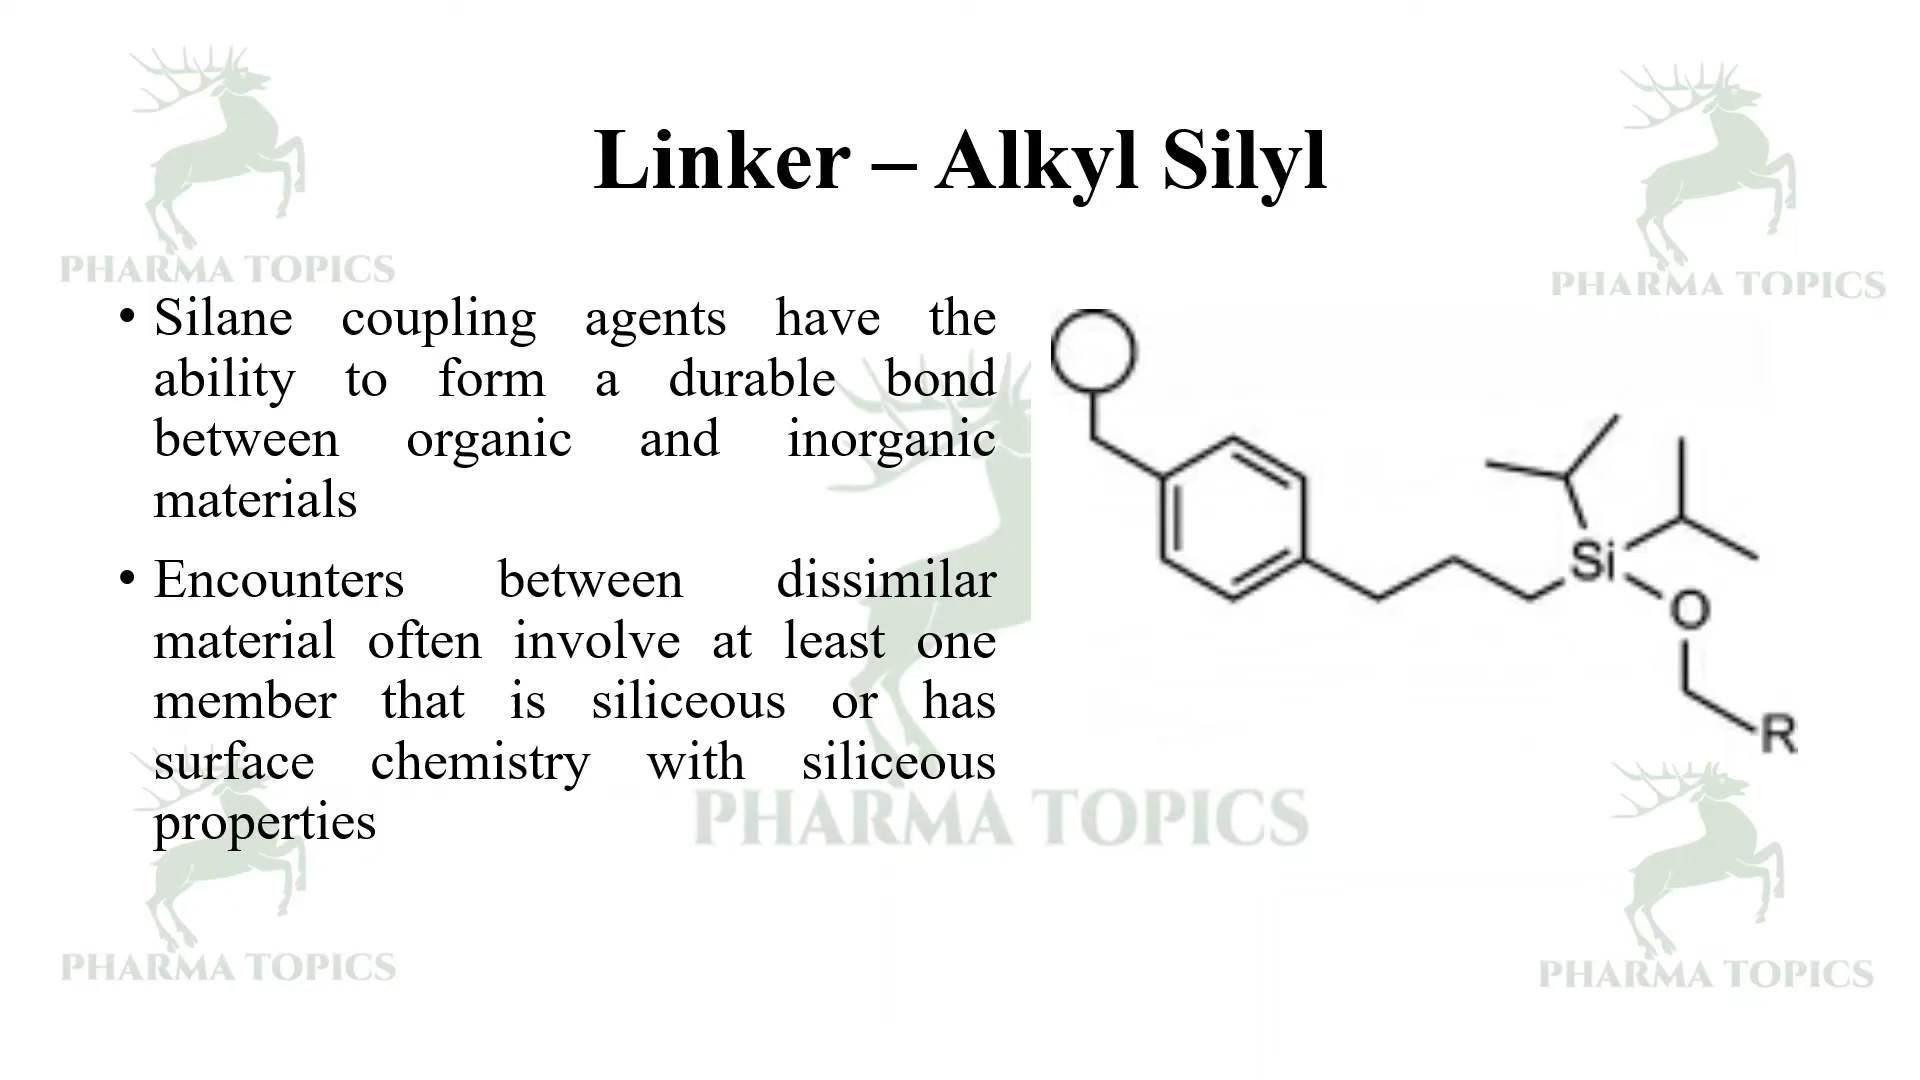 Linker – Alkyl Silyl
PHARMA TOPICS
PHARMA TOPICS
• Silane coupling agents have the
ability to form a durable bond
between organic and inorganic
materials
• Encounters between dissimilar
material often involve at least one
member that is siliceous or has
surface chemistry with siliceous
properties
Si
O
R
PHARMA TOPICS
PHARMA TOPICS
PHARMA TOPICS